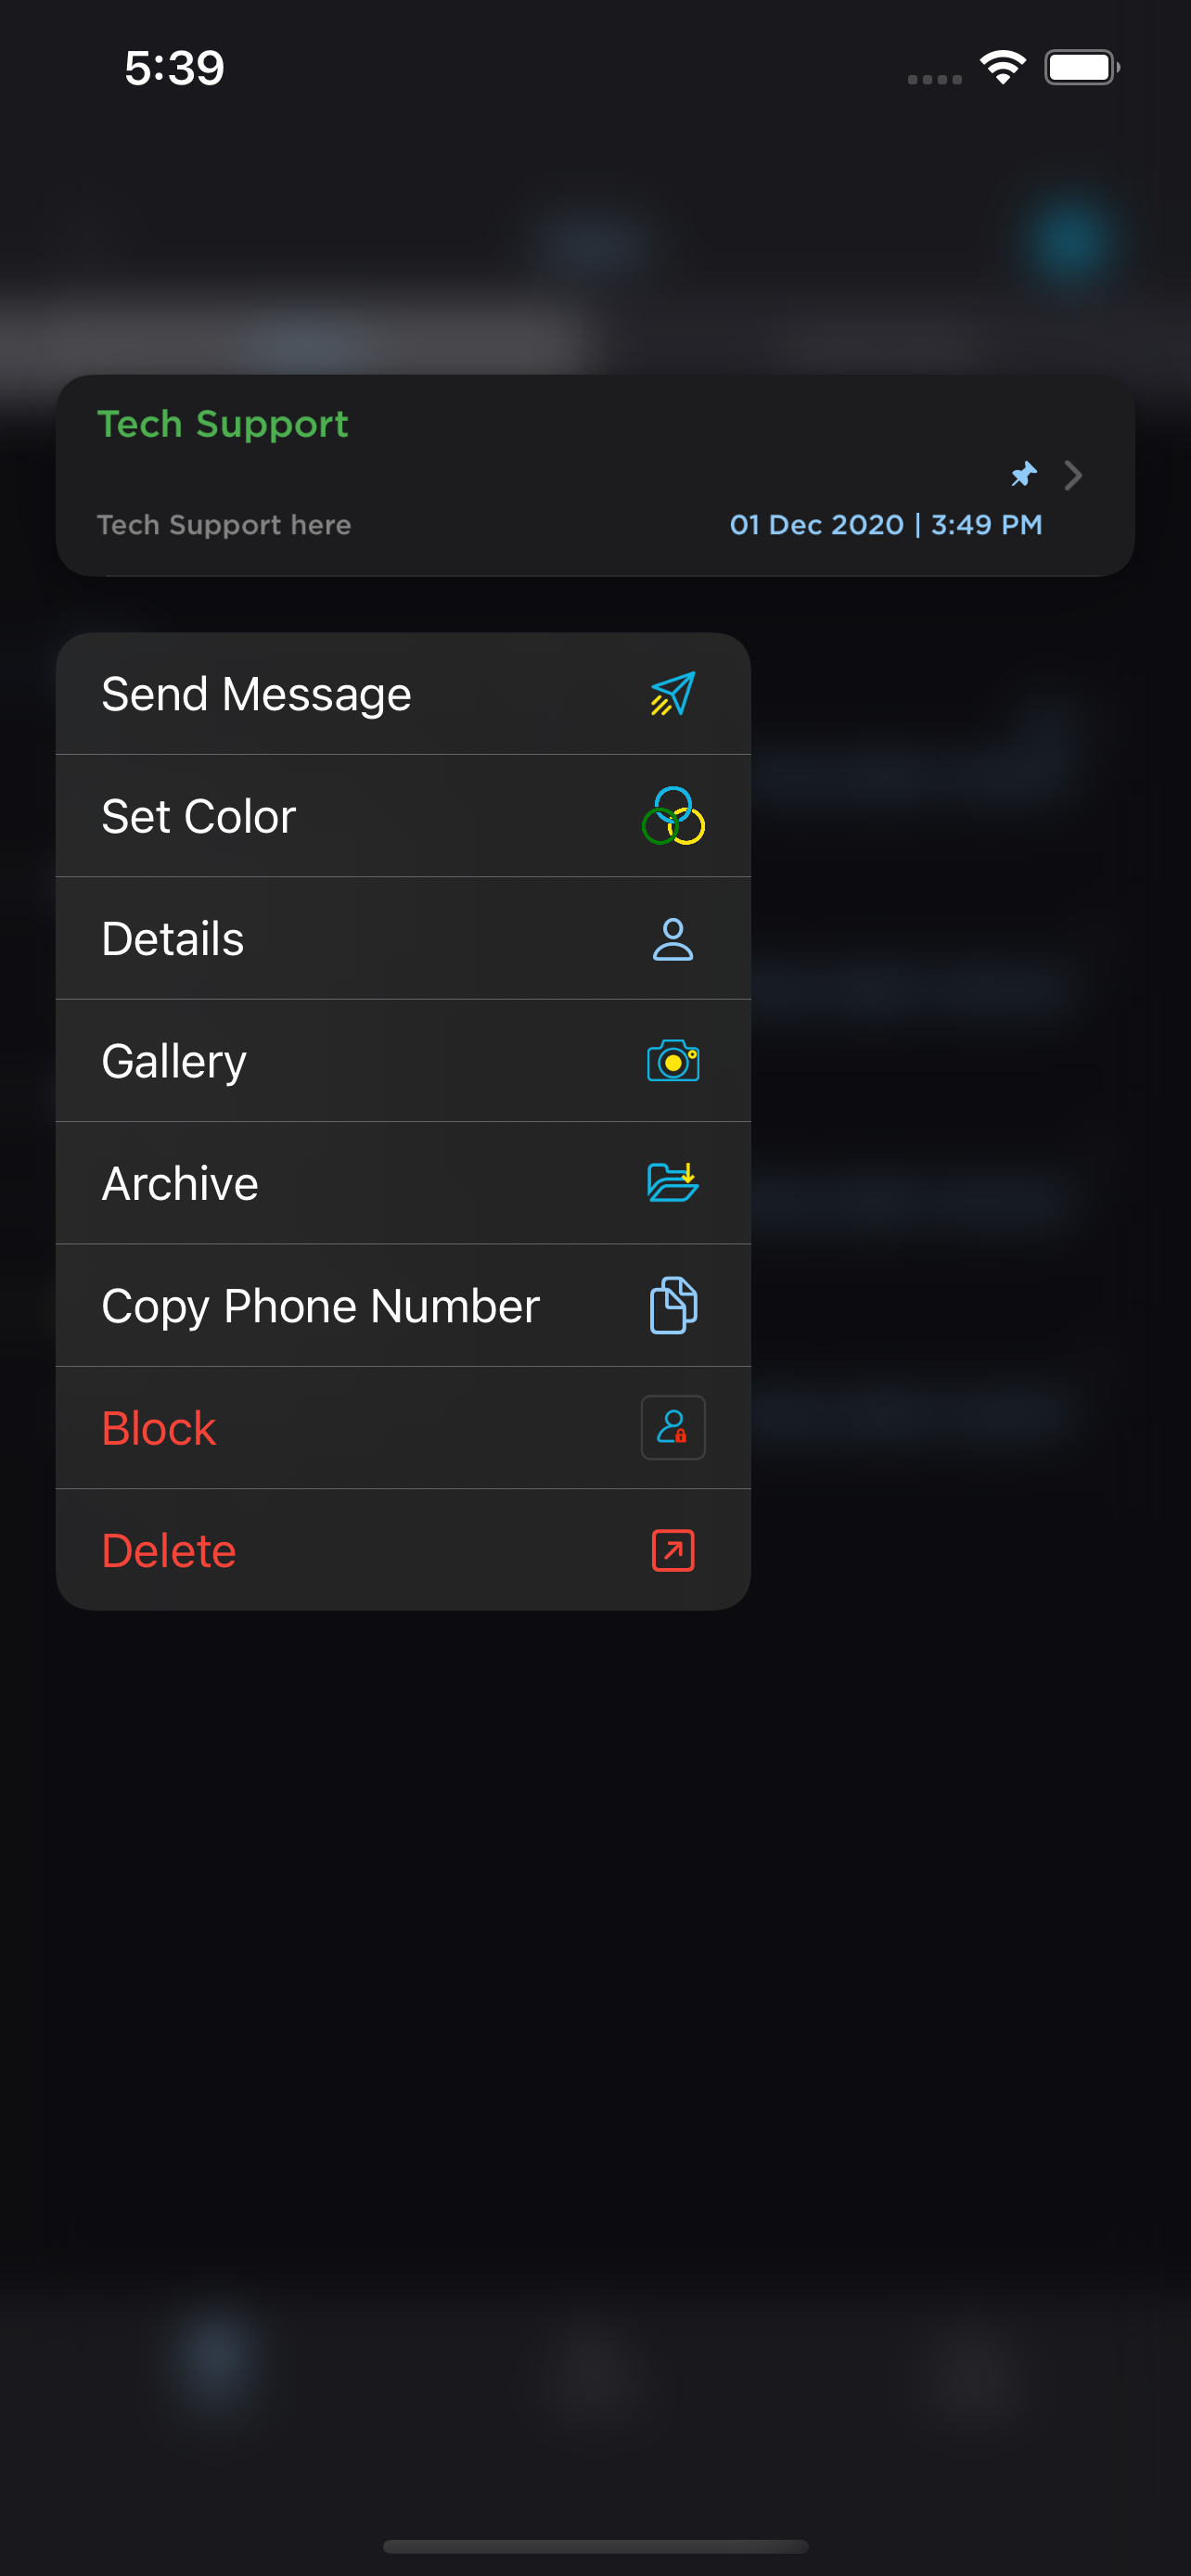 5:39
Tech Support
Tech Support here
01 Dec 2020 | 3:49 PM
Send Message
Set Color
Details
Gallery
Archive
Copy Phone Number
Block
Delete